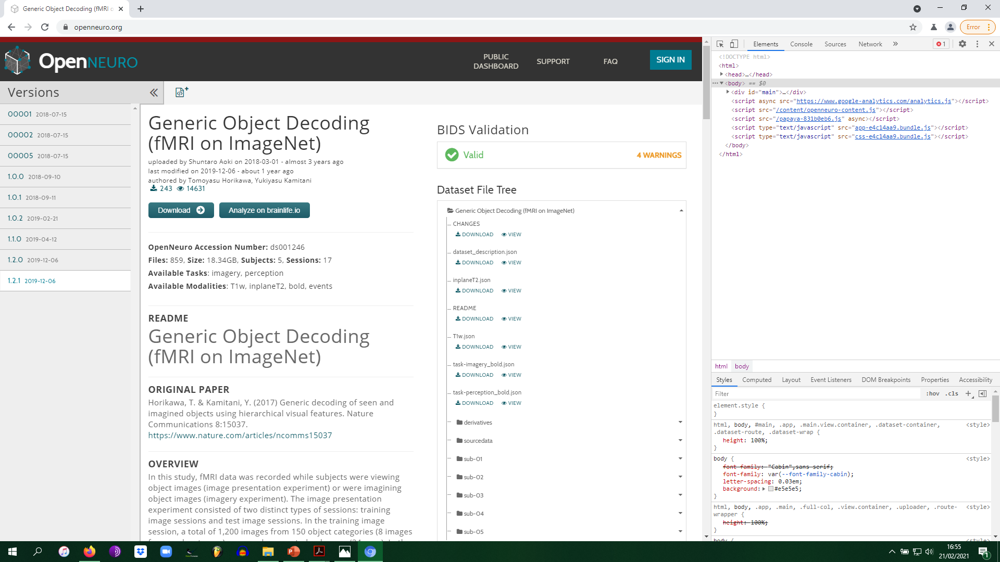 Generic Object Decoding (fMRI o
openneuro.org
Error
OpenNEURO
PUBLIC DASHBOARD
SUPPORT
FAQ
SIGN IN
Versions
00001 2018-07-15
00002 2018-07-15
00005 2018-07-15
1.0.0 2018-09-10
1.0.1 2018-09-11
1.0.2 2019-02-21
1.1.0 2019-04-12
1.2.0 2019-12-06
1.2.1 2019-12-06
Generic Object Decoding
(fMRI on ImageNet)
uploaded by Shuntaro Aoki on 2018-03-01 - almost 3 years ago
last modified on 2019-12-06 - about 1 year ago
authored by Tomoyasu Horikawa, Yukiyasu Kamitani
243 14631
Download
Analyze on brainlife.io
OpenNeuro Accession Number: ds001246
Files: 859, Size: 18.34GB, Subjects: 5, Sessions: 17
Available Tasks: imagery, perception
Available Modalities: T1w, inplaneT2, bold, events
README
Generic Object Decoding
(fMRI on ImageNet)
ORIGINAL PAPER
Horikawa, T. & Kamitani, Y. (2017) Generic decoding of seen and
imagined objects using hierarchical visual features. Nature
Communications 8:15037.
https://www.nature.com/articles/ncomms15037
OVERVIEW
In this study, fMRI data was recorded while subjects were viewing
object images (image presentation experiment) or were imagining
object images (imagery experiment). The image presentation
experiment consisted of two distinct types of sessions: training
image sessions and test image sessions. In the training image
session, a total of 1,200 images from 150 object categories (8 images
BIDS Validation
Valid
4 WARNINGS
Dataset File Tree
Generic Object Decoding (fMRI on ImageNet)
CHANGES
DOWNLOAD VIEW
dataset_description.json
DOWNLOAD VIEW
inplaneT2.json
DOWNLOAD VIEW
README
DOWNLOAD VIEW
T1w.json
DOWNLOAD VIEW
task-imagery_bold.json
DOWNLOAD VIEW
task-perception_bold.json
DOWNLOAD VIEW
derivatives
sourcedata
sub-01
sub-02
sub-03
sub-04
sub-05
Elements Console Sources Network 1
<!DOCTYPE html>
<html>
<head>…</head>
<body> == $0
<div id="main">…</div>
<script async src="https://www.google-analytics.com/analytics.js"></script>
<script src="/content/openneuro-content.js"></script>
<script src="/papaya-831b0eb6.js" async></script>
<script type="text/javascript" src="app-e4c14aa9.bundle.js"></script>
<script type="text/javascript" src="css-e4c14aa9.bundle.js"></script>
</body>
</html>
html body
Styles Computed Layout Event Listeners DOM Breakpoints Properties Accessibility
Filter :hov .cls
element.style {
}
html, body, #main, .app, .main.view.container, .dataset-container, <style>
.dataset-route, .dataset-wrap {
height: 100%;
}
body { <style>
font-family: "Cabin",sans-serif;
font-family: var(--font-family-cabin);
letter-spacing: 0.03em;
background: #e5e5e5;
}
html, body, .app, .main, .full-col, .view.container, .uploader, .route- <style>
wrapper {
height: 100%;
}
body { <style>
16:55
21/02/2021
1